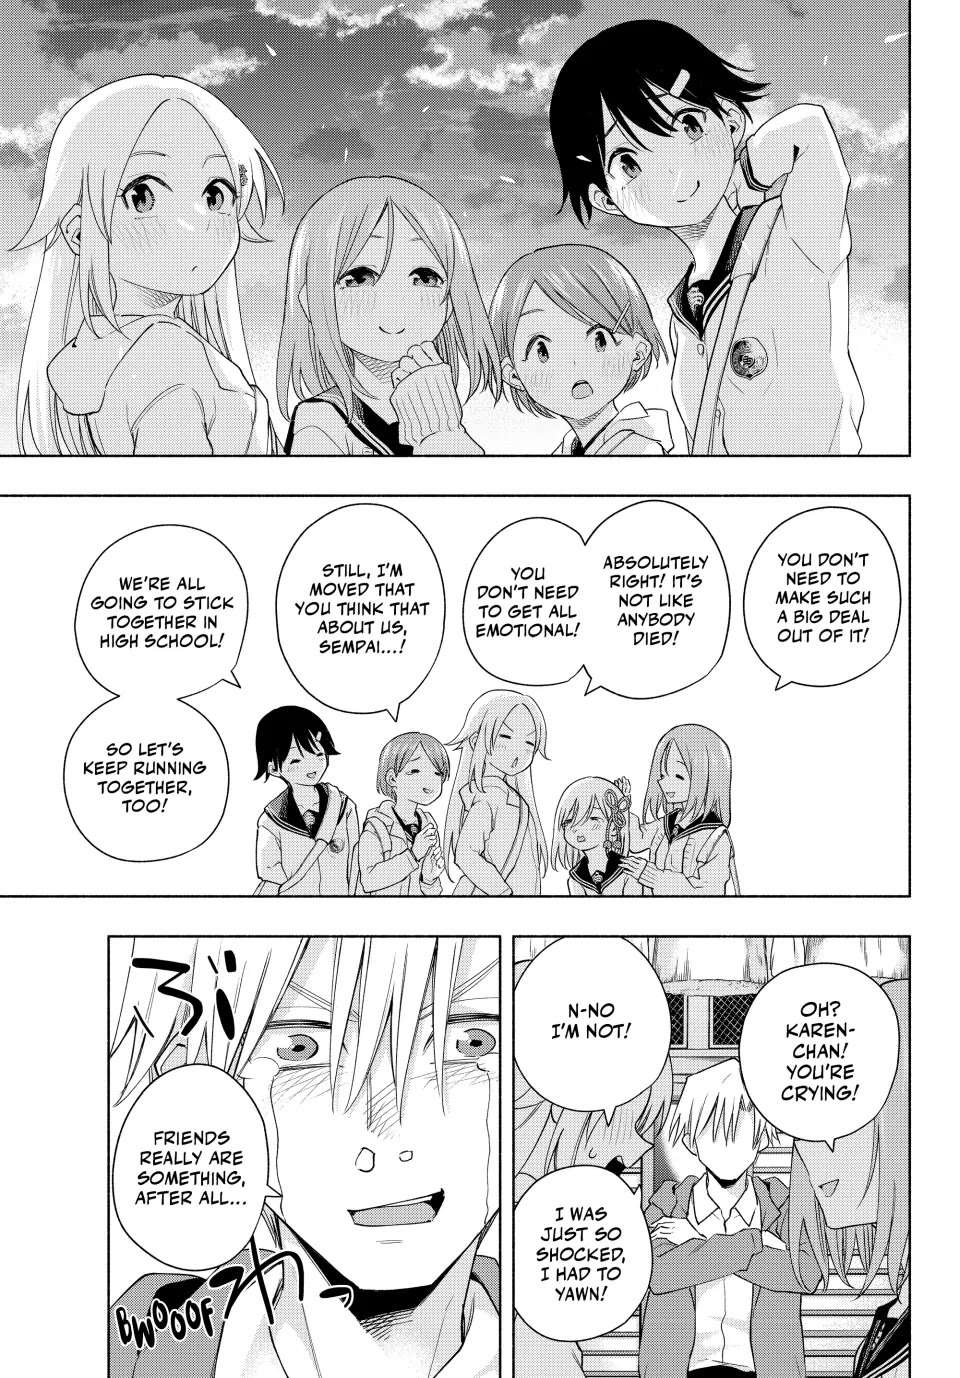 YOU DON'T
NEED TO
MAKE SUCH
A BIG DEAL
OUT OF IT!
ABSOLUTELY
RIGHT! IT'S
NOT LIKE
ANYBODY
DIED!
YOU
DON'T NEED
TO GET ALL
EMOTIONAL!
STILL, I'M
MOVED THAT
YOU THINK THAT
ABOUT US,
SEMPAI...!
WE'RE ALL
GOING TO STICK
TOGETHER IN
HIGH SCHOOL!
SO LET'S
KEEP RUNNING
TOGETHER,
TOO!
OH?
KAREN-
CHAN!
YOU'RE
CRYING!
N-NO
I'M NOT!
I WAS
JUST SO
SHOCKED,
I HAD TO
YAWN!
ぶ
わっ
FRIENDS
REALLY ARE
SOMETHING,
AFTER ALL...
BWOOOF